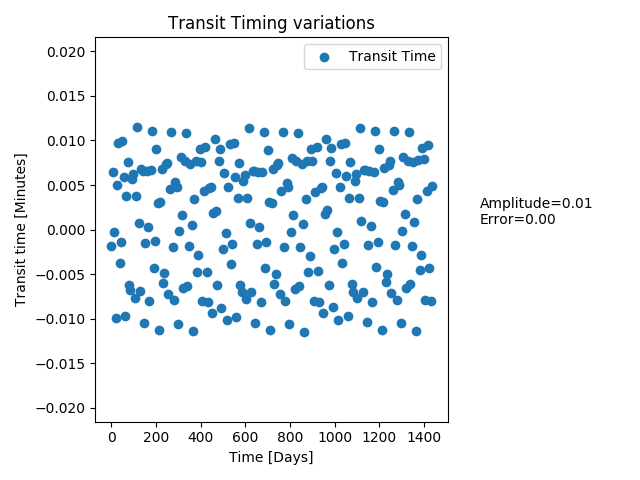 Transit Timing variations
Transit Time
0.020
0.015
0.010
0.005
0.000
−0.005
−0.010
−0.015
−0.020
Transit time [Minutes]
0 200 400 600 800 1000 1200 1400
Time [Days]
Amplitude=0.01
Error=0.00